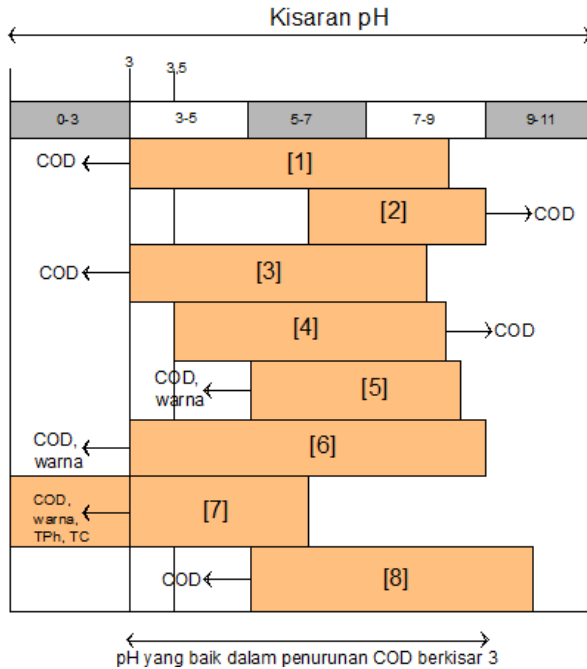 Kisaran pH
3
3,5
0-3
3-5
5-7
7-9
9-11
COD
[1]
[2]
COD
COD
[3]
[4]
COD
COD,
warna
[5]
COD,
warna
[6]
COD,
warna,
TPh, TC
[7]
COD
[8]
pH yang baik dalam penurunan COD berkisar 3